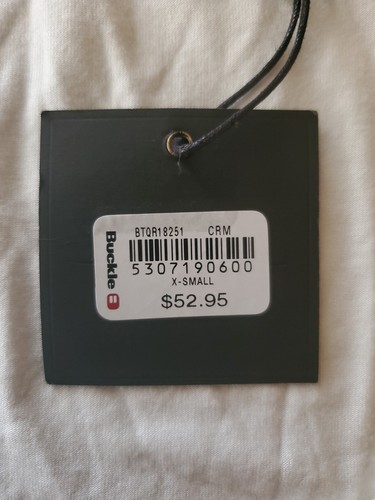 BTQR18251 CRM
Buckle
5307190600
X-SMALL
$52.95